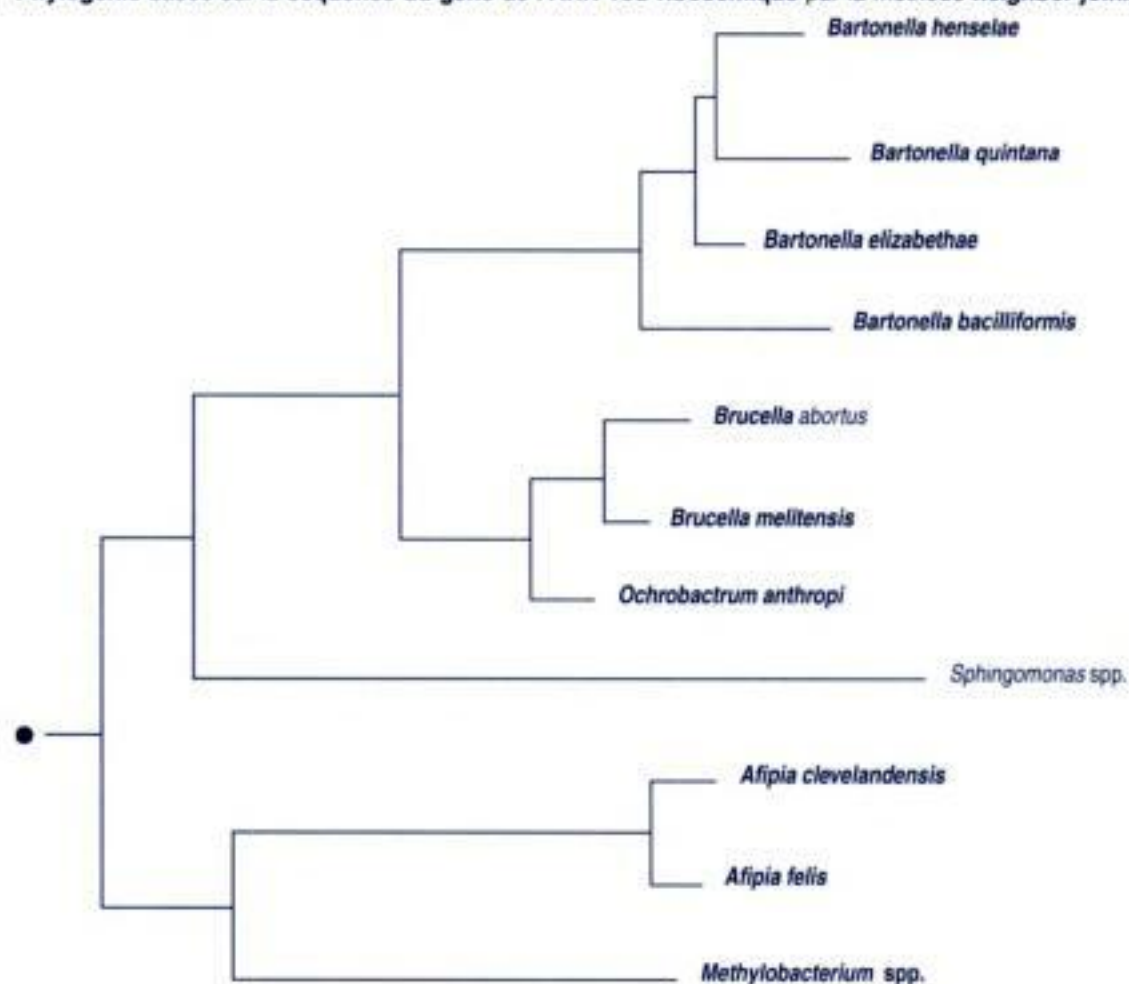 Bartonella henselae
Bartonella quintana
Bartonella elizabethae
Bartonella bacilliformis
Brucella abortus
Brucella melitensis
Ochrobactrum anthropi
Sphingomonas spp.
Afipia clevelandensis
Afipia felis
Methylobacterium spp.